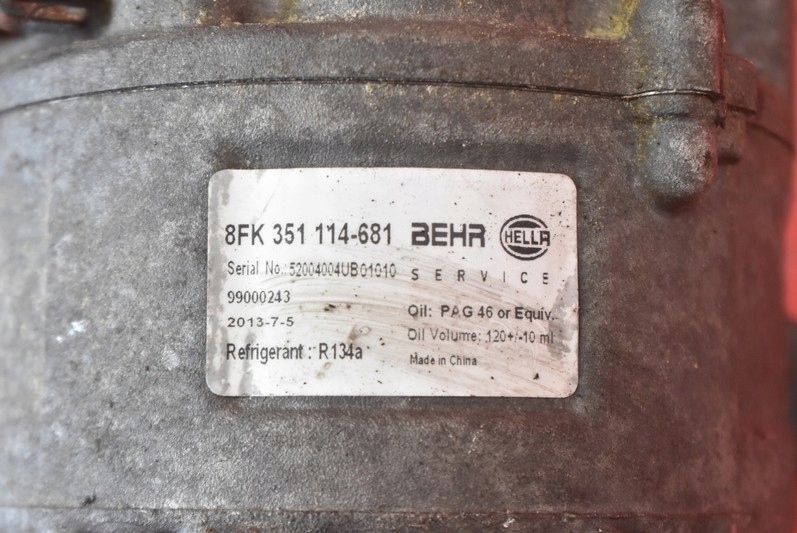 8FK 351 114-681 BEHR HELLA
Serial No.: 52004004UB01010 SERVICE
99000243
2013-7-5
Refrigerant : R134a
Oil: PAG 46 or Equiv..
Oil Volume: 120+/-10 ml
Made in China